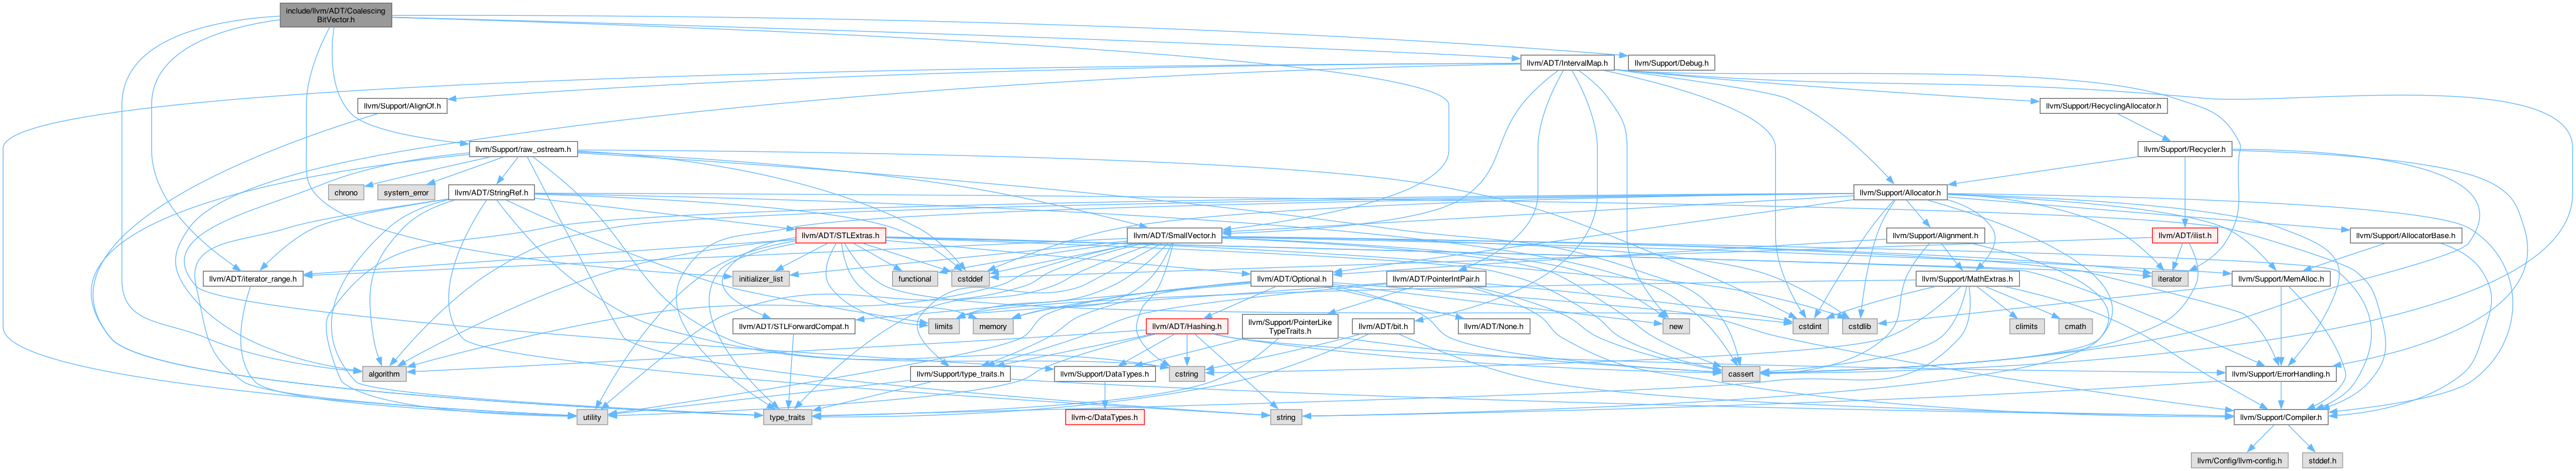 include/llvm/ADT/Coalescing
BitVector.h
llvm/ADT/IntervalMap.h
llvm/Support/Debug.h
llvm/Support/AlignOf.h
llvm/Support/RecyclingAllocator.h
llvm/Support/raw_ostream.h
llvm/Support/Recycler.h
chrono
system_error
llvm/ADT/StringRef.h
llvm/Support/Allocator.h
llvm/ADT/STLExtras.h
llvm/ADT/SmallVector.h
llvm/Support/Alignment.h
llvm/ADT/ilist.h
llvm/Support/AllocatorBase.h
llvm/ADT/iterator_range.h
initializer_list
functional
cstddef
llvm/ADT/Optional.h
llvm/ADT/PointerIntPair.h
llvm/Support/MathExtras.h
iterator
llvm/Support/MemAlloc.h
llvm/ADT/STLForwardCompat.h
limits
memory
llvm/ADT/Hashing.h
llvm/Support/PointerLike
TypeTraits.h
llvm/ADT/bit.h
llvm/ADT/None.h
new
cstdint
cstdlib
climits
cmath
algorithm
llvm/Support/type_traits.h
llvm/Support/DataTypes.h
cstring
cassert
llvm/Support/ErrorHandling.h
utility
type_traits
llvm-c/DataTypes.h
string
llvm/Support/Compiler.h
llvm/Config/llvm-config.h
stddef.h